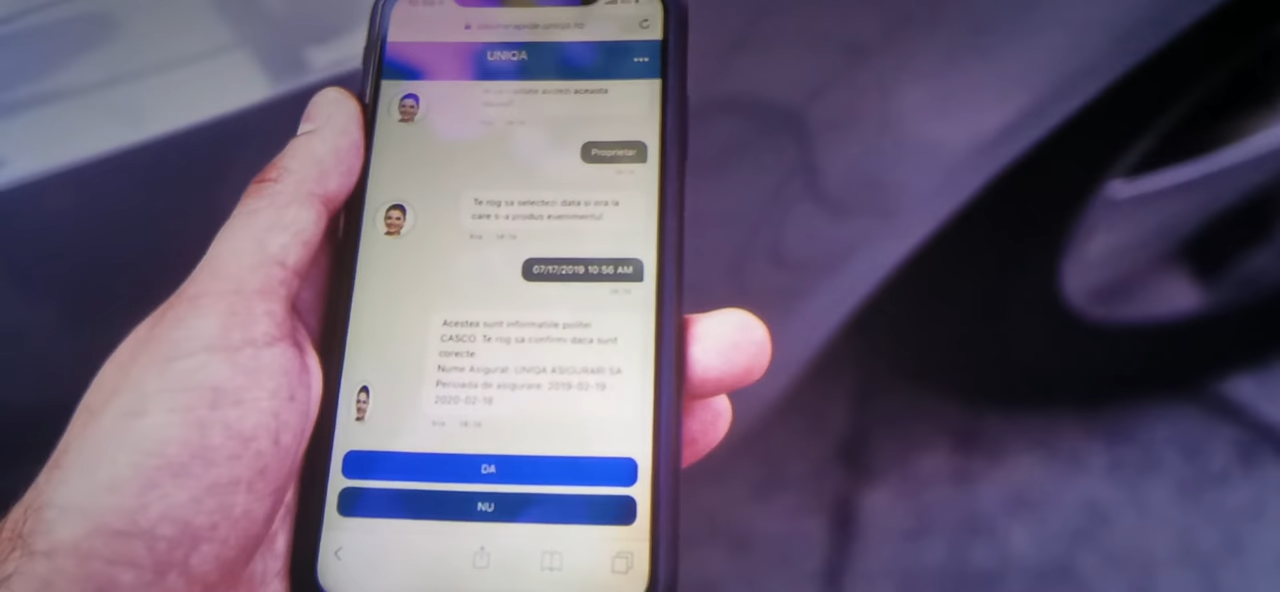 UNIQA
aceasta
Proprietar
Te rog sa selectezi data si ora la
care s-a produs evenimentul
07/17/2019 10:56 AM
Acestea sunt informatiile politei
CASCO. Te rog sa confirmi daca sunt
corecte
Nume Asigurat: UNIQA ASIGURARI SA
Perioada de asigurare: 2019-02-19 -
2020-02-18
DA
NU